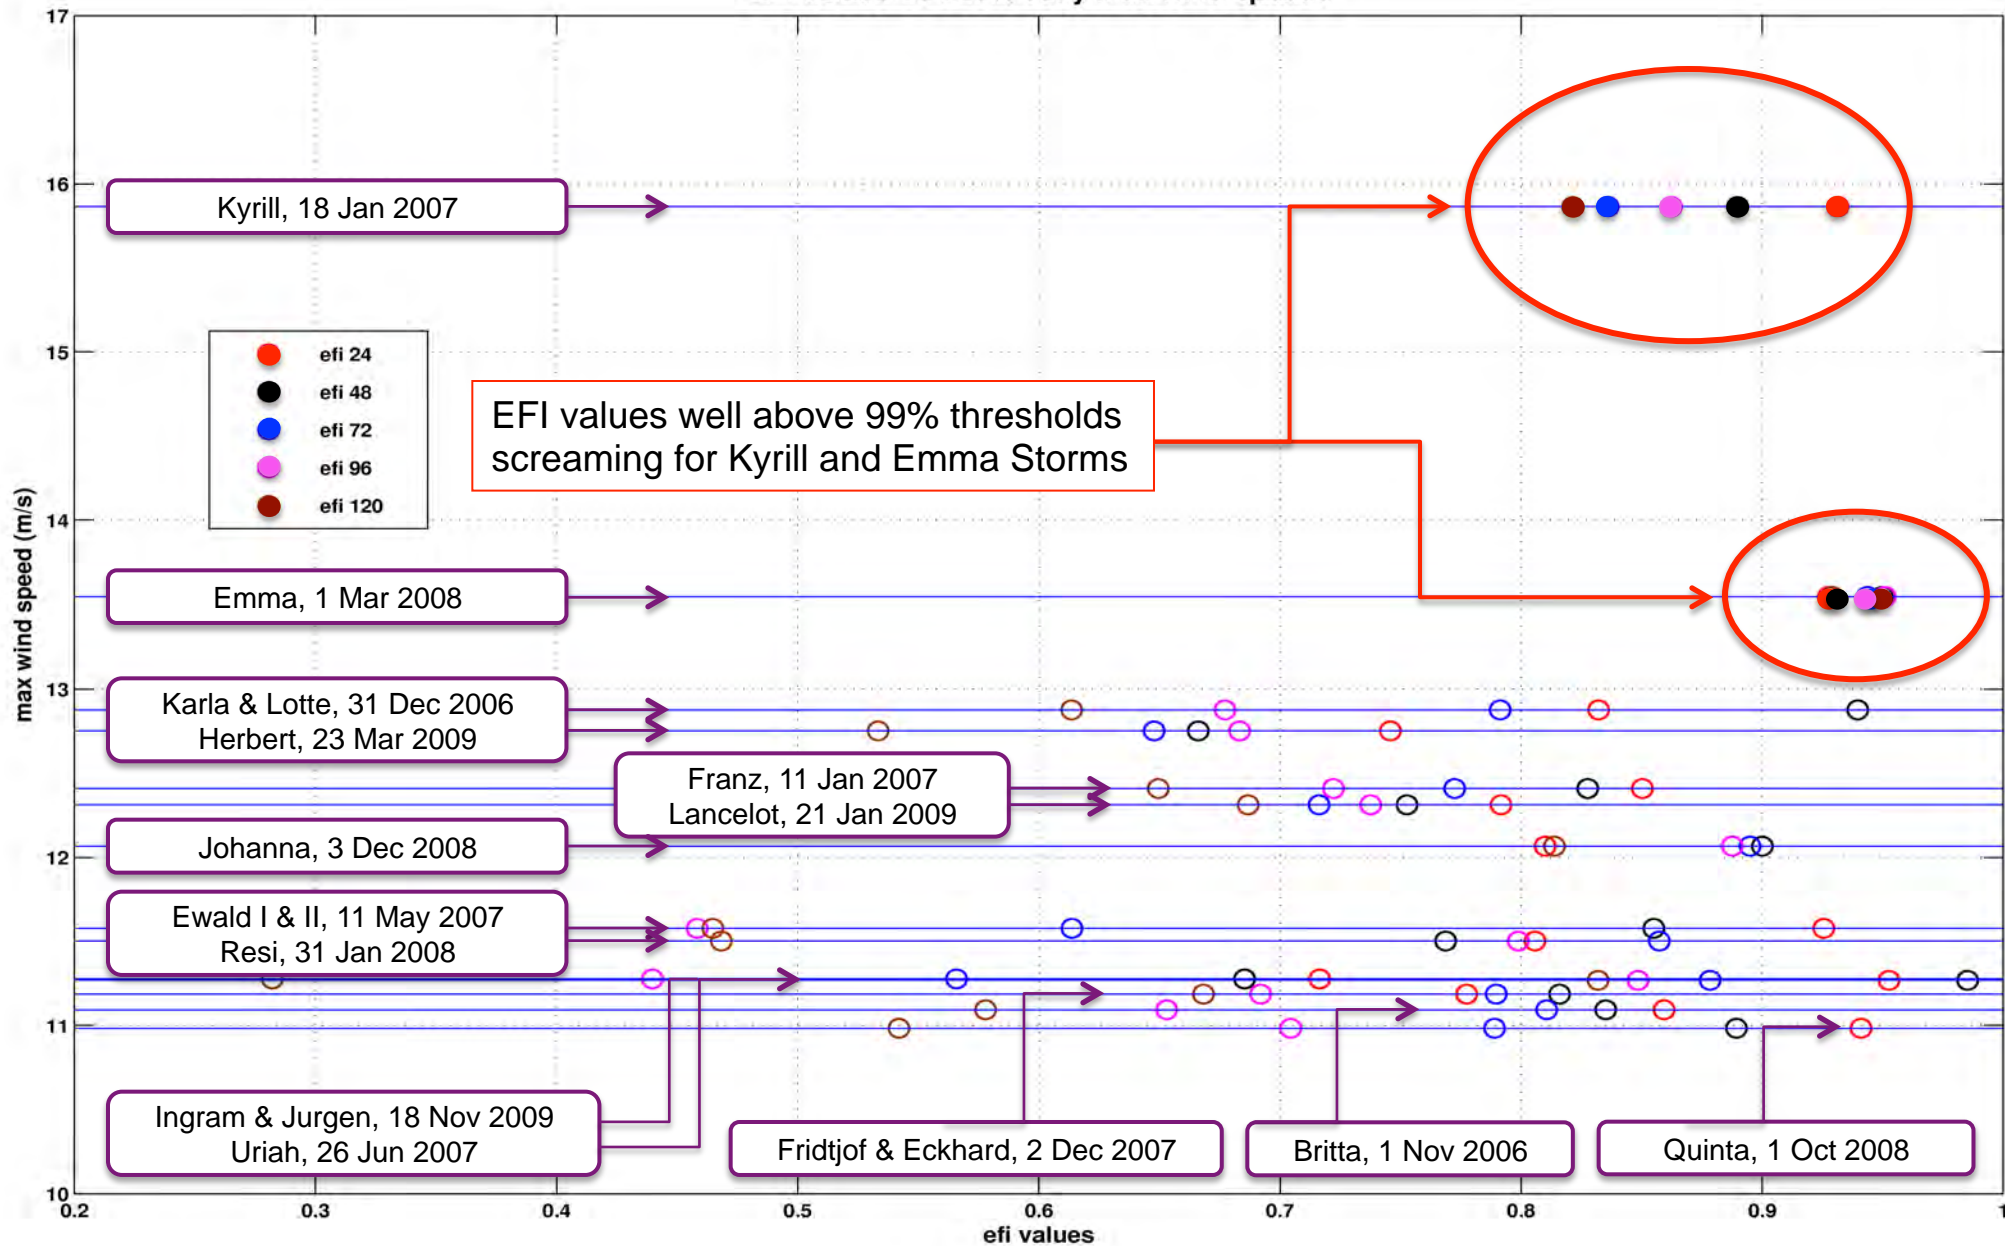 17
16
15
14
13
12
11
10
max wind speed (m/s)
Kyrill, 18 Jan 2007
efi 24
efi 48
efi 72
efi 96
efi 120
EFI values well above 99% thresholds
screaming for Kyrill and Emma Storms
Emma, 1 Mar 2008
Karla & Lotte, 31 Dec 2006
Herbert, 23 Mar 2009
Franz, 11 Jan 2007
Lancelot, 21 Jan 2009
Johanna, 3 Dec 2008
Ewald I & II, 11 May 2007
Resi, 31 Jan 2008
Ingram & Jurgen, 18 Nov 2009
Uriah, 26 Jun 2007
Fridtjof & Eckhard, 2 Dec 2007
Britta, 1 Nov 2006
Quinta, 1 Oct 2008
0.2 0.3 0.4 0.5 0.6 0.7 0.8 0.9 1
efi values